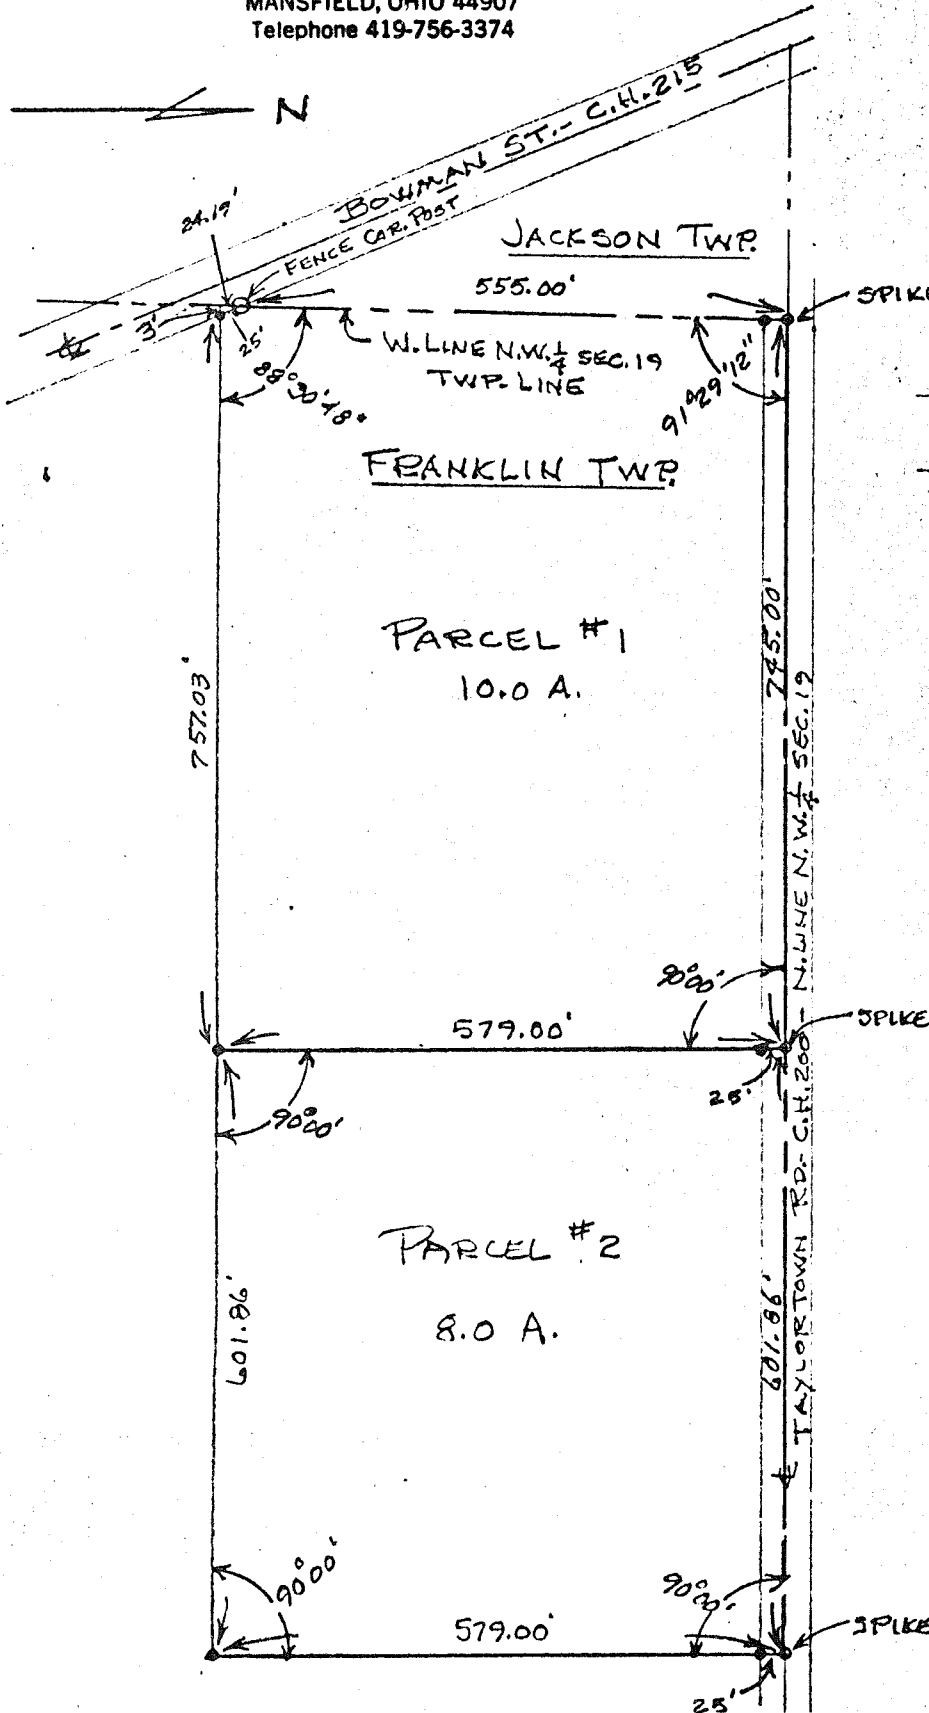 MANSFIELD, OHIO 44907
Telephone 419-756-3374
N
BOWMAN ST. - C.H. 215
24.19'
FENCE COR. POST
JACKSON TWP.
555.00'
SPIKE
3'
25'
W. LINE N.W. 1/4 SEC. 19
TWP. LINE
88°30'48"
91°29'12"
FRANKLIN TWP.
PARCEL #1
10.0 A.
757.03'
745.00'
N. LINE N.W. 1/4 SEC. 19
90°00'
579.00'
SPIKE
25'
90°00'
TAYLORTOWN RD. - C.H. 200 -
PARCEL #2
8.0 A.
601.86'
601.86'
90°00'
90°00'
579.00'
SPIKE
25'